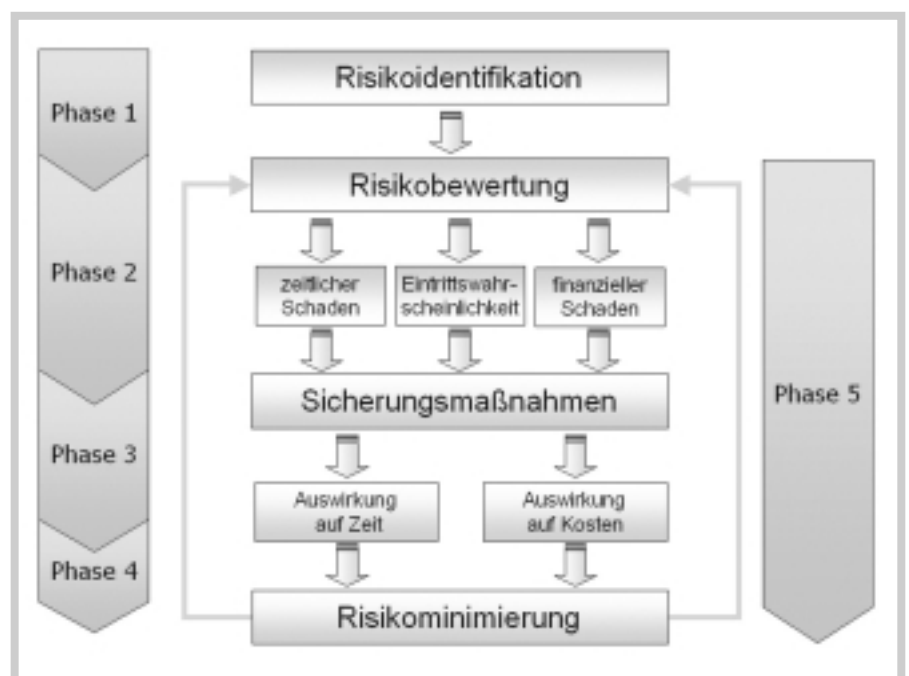 Risikoidentifikation
Phase 1
Risikobewertung
Phase 2
zeitlicher
Schaden
Eintrittswahr-
scheinlichkeit
finanzieller
Schaden
Sicherungsmaßnahmen
Phase 5
Phase 3
Auswirkung
auf Zeit
Auswirkung
auf Kosten
Phase 4
Risikominimierung